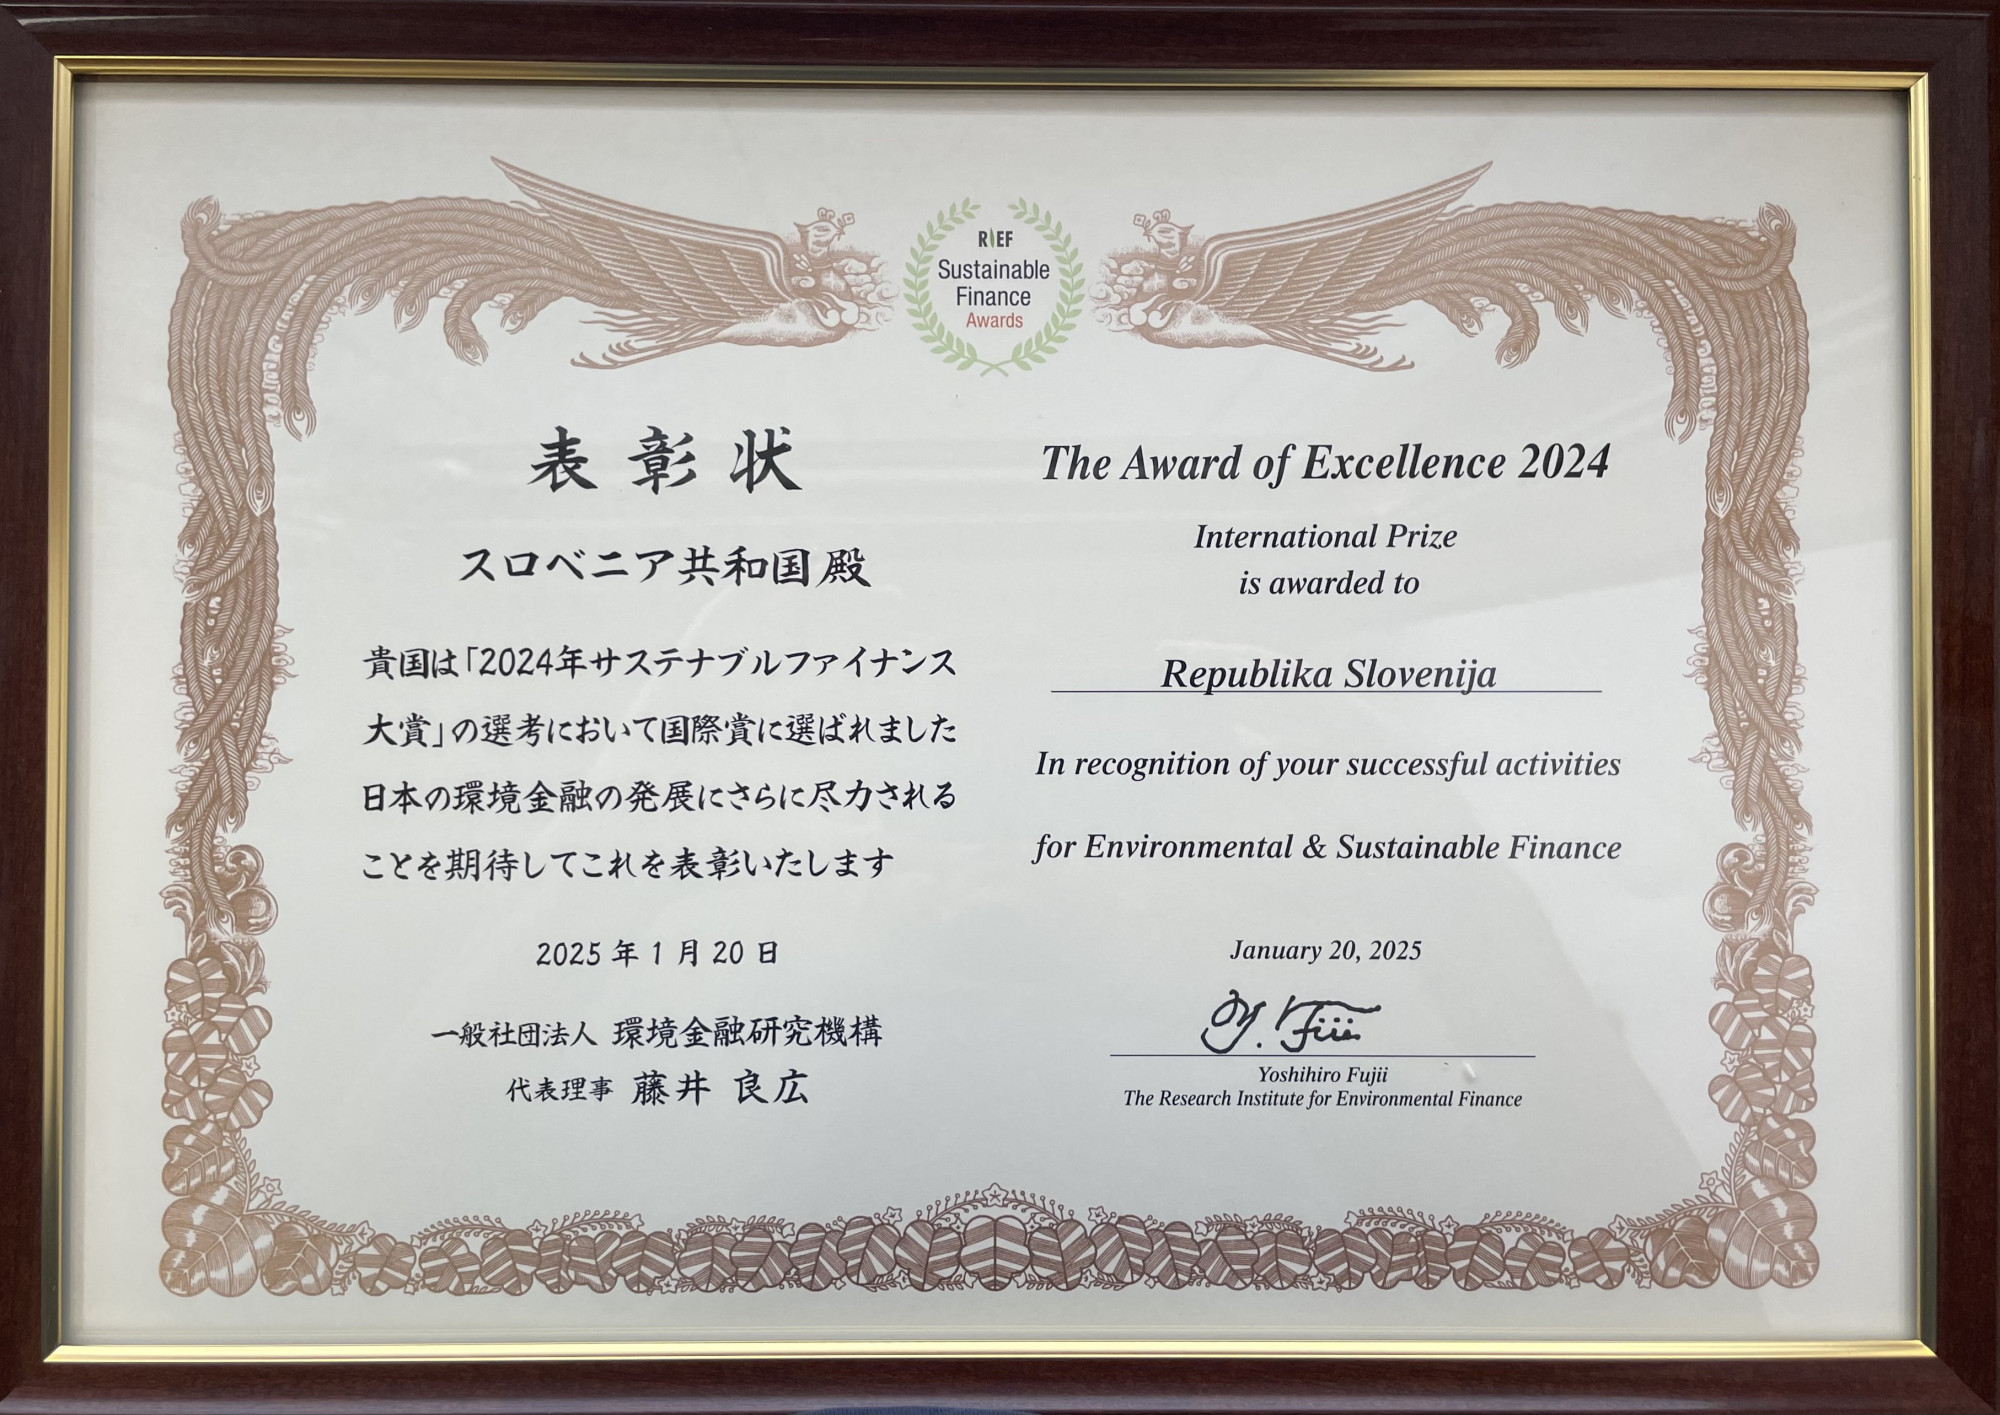 RIEF
Sustainable
Finance
Awards
表彰状
スロベニア共和国 殿
貴国は「2024年サステナブルファイナンス
大賞」の選考において国際賞に選ばれました
日本の環境金融の発展にさらに尽力される
ことを期待してこれを表彰いたします
2025年1月20日
一般社団法人 環境金融研究機構
代表理事 藤井 良広
The Award of Excellence 2024
International Prize
is awarded to
Republika Slovenija
In recognition of your successful activities
for Environmental & Sustainable Finance
January 20, 2025
Y. Fujii
Yoshihiro Fujii
The Research Institute for Environmental Finance